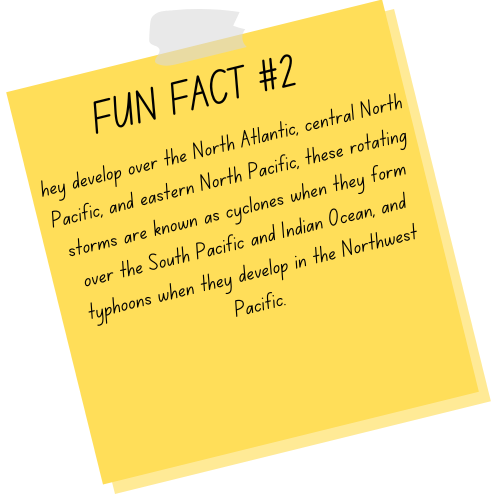 FUN FACT #2
hey develop over the North Atlantic, central North
Pacific, and eastern North Pacific, these rotating
storms are known as cyclones when they form
over the South Pacific and Indian Ocean, and
typhoons when they develop in the Northwest
Pacific.